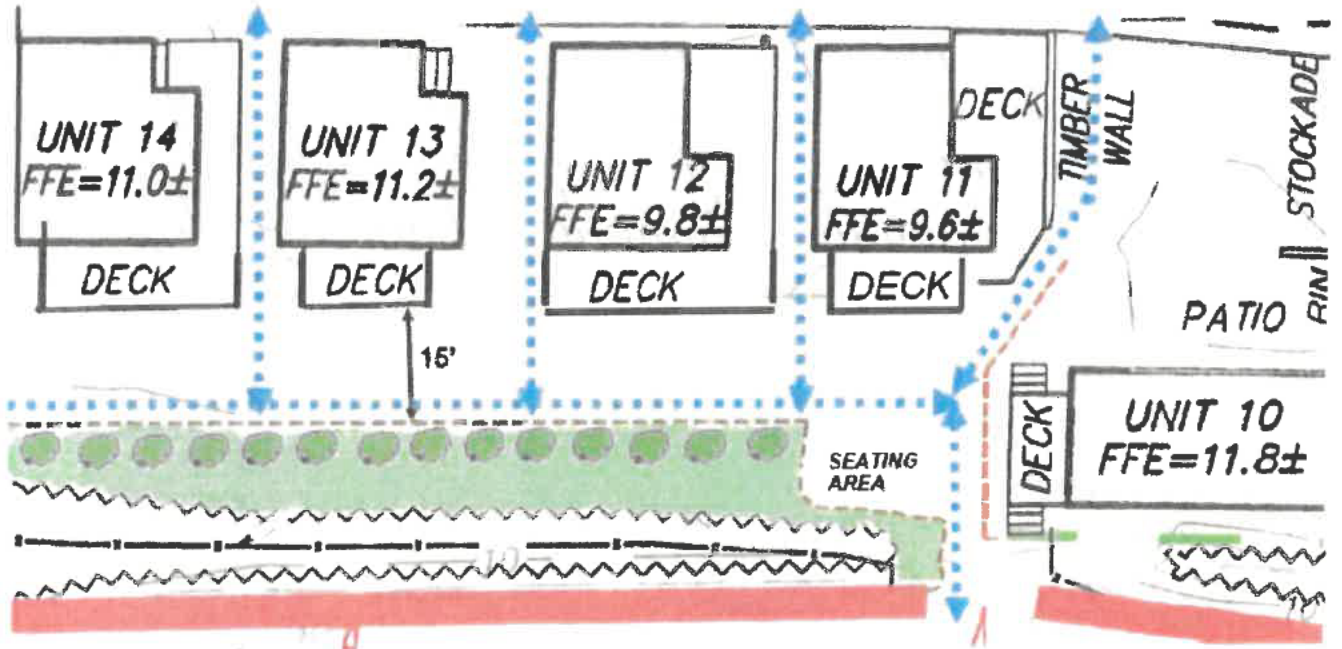 UNIT 14
FFE=11.0±
DECK
UNIT 13
FFE=11.2±
DECK
15'
UNIT 12
FFE=9.8±
DECK
UNIT 11
FFE=9.6±
DECK
DECK
TIMBER
WALL
STOCKADE
RIM
PATIO
UNIT 10
FFE=11.8±
DECK
SEATING
AREA
10